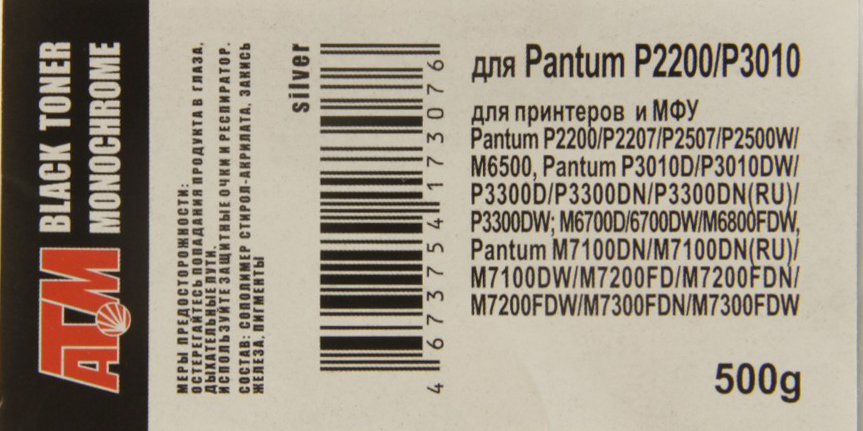 ATM
BLACK TONER
MONOCHROME
МЕРЫ ПРЕДОСТОРОЖНОСТИ:
ОСТЕРЕГАЙТЕСЬ ПОПАДАНИЯ ПРОДУКТА В ГЛАЗА,
ДЫХАТЕЛЬНЫЕ ПУТИ.
ИСПОЛЬЗУЙТЕ ЗАЩИТНЫЕ ОЧКИ И РЕСПИРАТОР.
СОСТАВ: СОПОЛИМЕР СТИРОЛ-АКРИЛАТА, ЗАКИСЬ
ЖЕЛЕЗА, ПИГМЕНТЫ
silver
4 673754 173076
для Pantum P2200/P3010
для принтеров и МФУ
Pantum P2200/P2207/P2507/P2500W/
M6500, Pantum P3010D/P3010DW/
P3300D/P3300DN/P3300DN(RU)/
P3300DW; M6700D/6700DW/M6800FDW,
Pantum M7100DN/M7100DN(RU)/
M7100DW/M7200FD/M7200FDN/
M7200FDW/M7300FDN/M7300FDW
500g